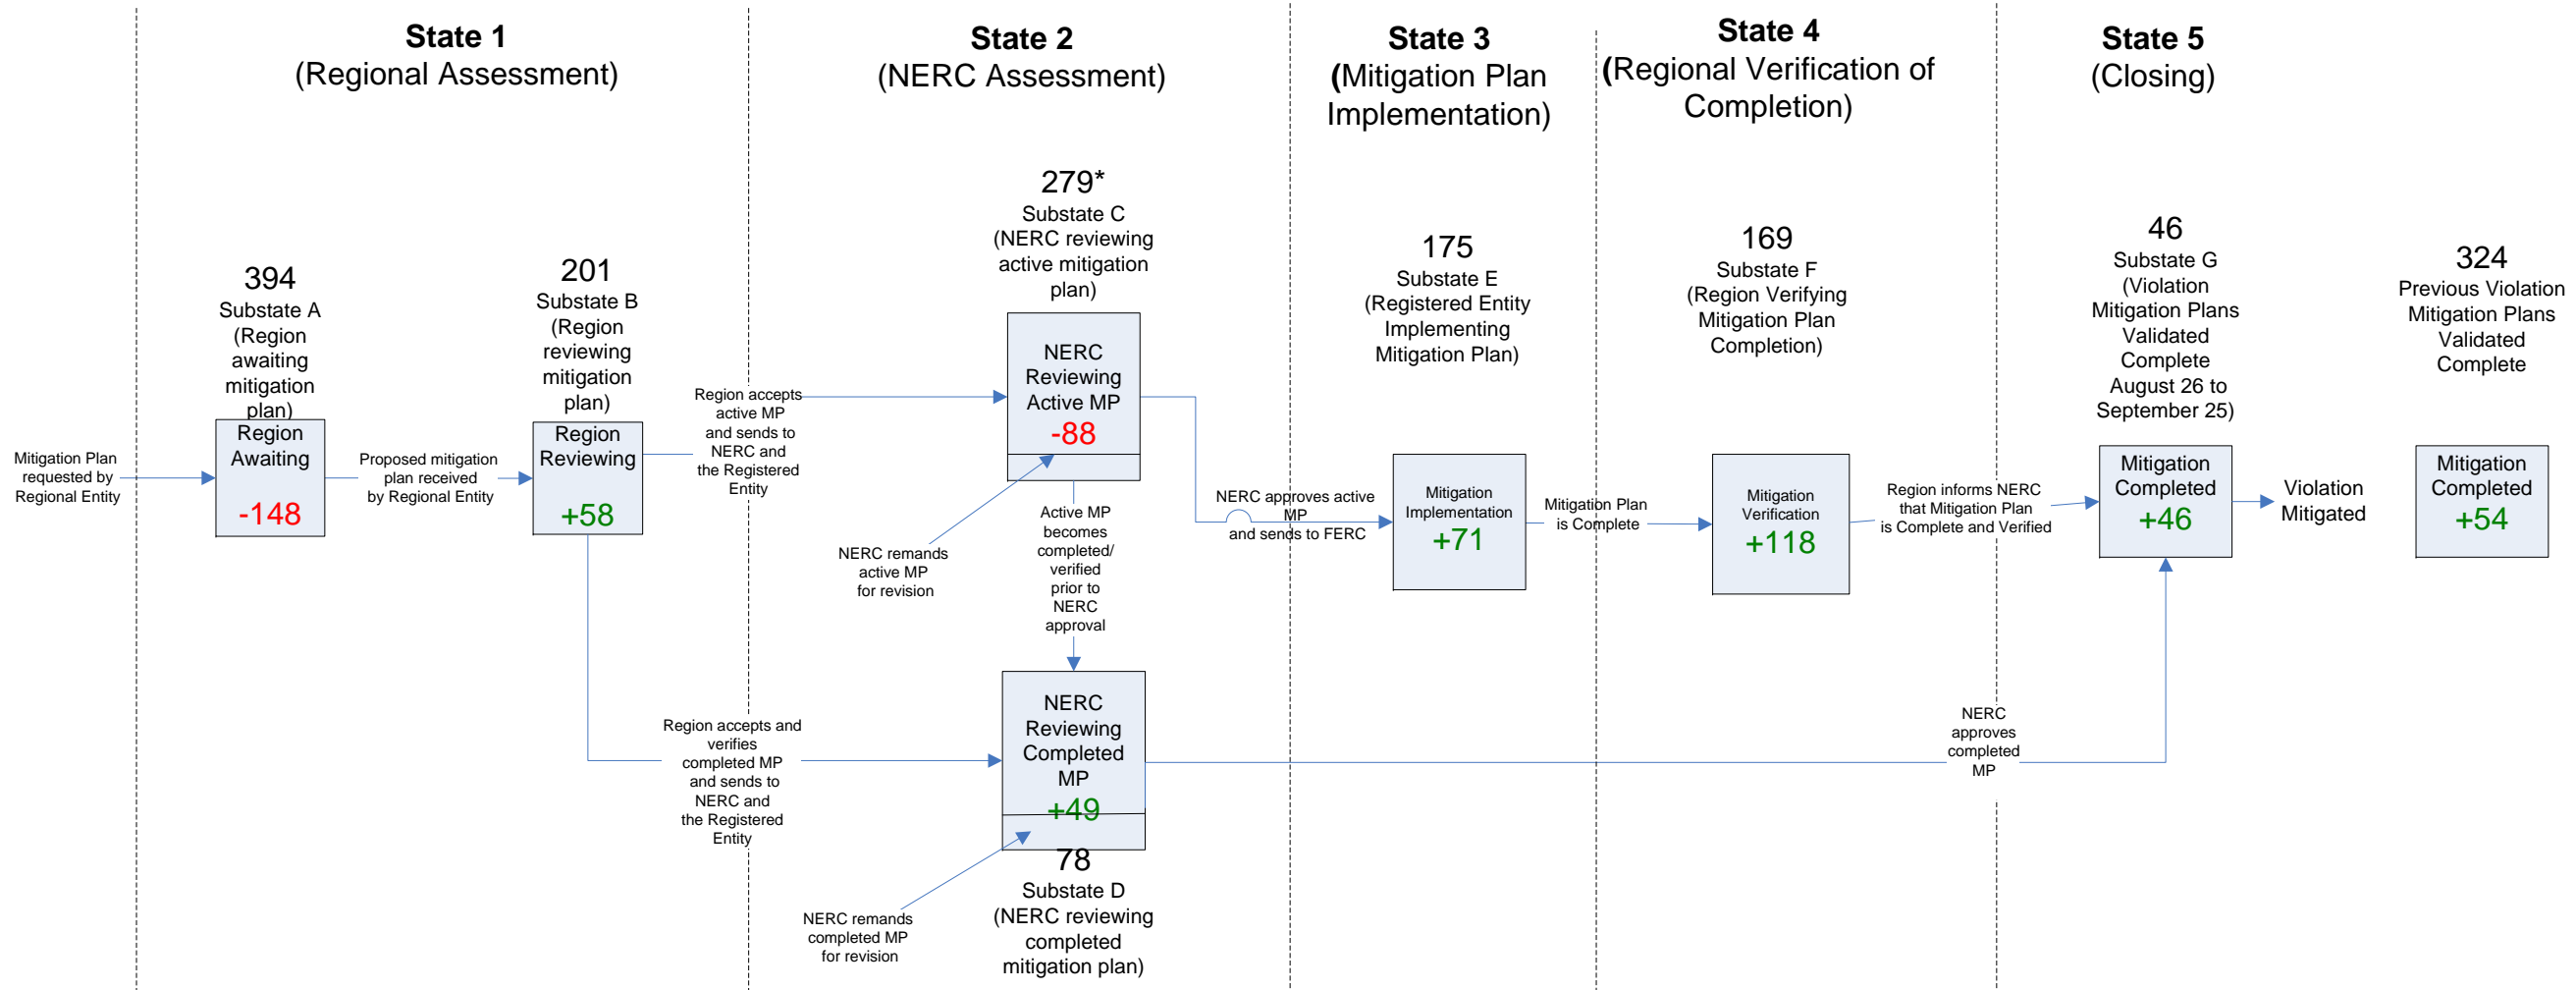 State 1
(Regional Assessment)
State 2
(NERC Assessment)
State 3
(Mitigation Plan
Implementation)
State 4
(Regional Verification of
Completion)
State 5
(Closing)
Mitigation Plan
requested by
Regional Entity
394
Substate A
(Region
awaiting
mitigation
plan)
Region
Awaiting
-148
Proposed mitigation
plan received
by Regional Entity
201
Substate B
(Region
reviewing
mitigation
plan)
Region
Reviewing
+58
Region accepts
active MP
and sends to
NERC and
the Registered
Entity
Region accepts and
verifies
completed MP
and sends to
NERC and
the Registered
Entity
279*
Substate C
(NERC reviewing
active mitigation
plan)
NERC
Reviewing
Active MP
-88
NERC remands
active MP
for revision
Active MP
becomes
completed/
verified
prior to
NERC
approval
NERC
Reviewing
Completed
MP
+49
78
Substate D
(NERC reviewing
completed
mitigation plan)
NERC remands
completed MP
for revision
NERC approves active
MP
and sends to FERC
175
Substate E
(Registered Entity
Implementing
Mitigation Plan)
Mitigation
Implementation
+71
Mitigation Plan
is Complete
169
Substate F
(Region Verifying
Mitigation Plan
Completion)
Mitigation
Verification
+118
Region informs NERC
that Mitigation Plan
is Complete and Verified
NERC
approves
completed
MP
46
Substate G
(Violation
Mitigation Plans
Validated
Complete
August 26 to
September 25)
Mitigation
Completed
+46
Violation
Mitigated
324
Previous Violation
Mitigation Plans
Validated
Complete
Mitigation
Completed
+54